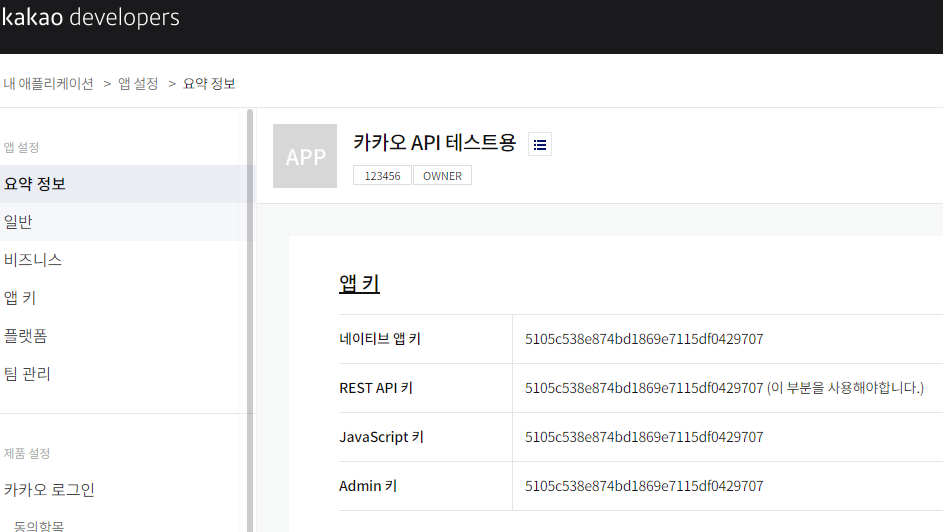 kakao developers
내 애플리케이션 > 앱 설정 > 요약 정보
앱 설정
요약 정보
일반
비즈니스
앱 키
플랫폼
팀 관리
제품 설정
카카오 로그인
동의항목
APP
카카오 API 테스트용
123456 OWNER
앱 키
네이티브 앱 키 5105c538e874bd1869e7115df0429707
REST API 키 5105c538e874bd1869e7115df0429707 (이 부분을 사용해야합니다.)
JavaScript 키 5105c538e874bd1869e7115df0429707
Admin 키 5105c538e874bd1869e7115df0429707